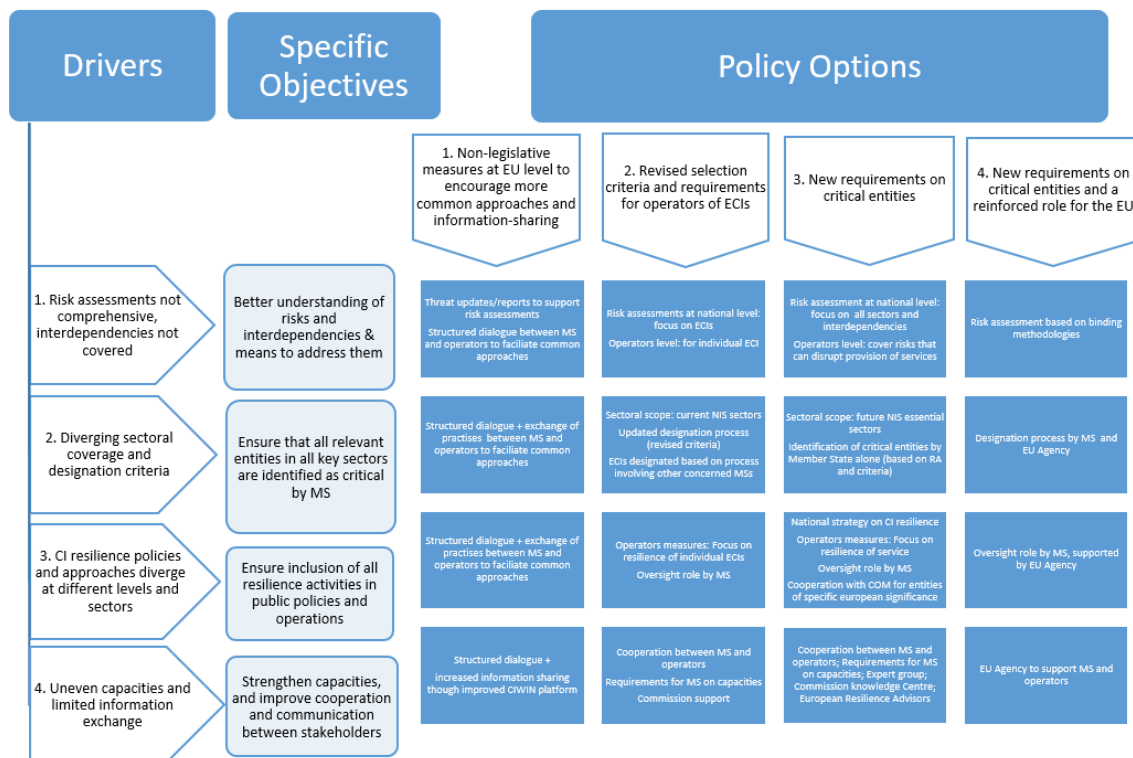 Drivers
Specific
Objectives
Policy Options
1. Non-legislative
measures at EU level to
encourage more
common approaches and
information-sharing
2. Revised selection
criteria and requirements
for operators of ECIs
3. New requirements on
critical entities
4. New requirements on
critical entities and a
reinforced role for the EU
1. Risk assessments not
comprehensive,
interdependencies not
covered
Better understanding of
risks and
interdependencies &
means to address them
Threat updates/reports to support
risk assessments
Structured dialogue between MS
and operators to faciliate common
approaches
Risk assessments at national level:
focus on ECIs
Operators level: for individual ECI
Risk assessment at national level:
focus on  all sectors and
interdependencies
Operators level: cover risks that
can disrupt provision of services
Risk assessment based on binding
methodologies
2. Diverging sectoral
coverage and
designation criteria
Ensure that all relevant
entities in all key sectors
are identified as critical
by MS
Structured dialogue + exchange of
practises  between MS and
operators to faciliate common
approaches
Sectoral scope: current NIS sectors
Updated designation process
(revised criteria)
ECIs designated based on process
involving other concerned MSs
Sectoral scope: future NIS essential
sectors
Identification of critical entities by
Member State alone (based on RA
and criteria)
Designation process by MS  and
EU Agency
3. CI resilience policies
and approaches diverge
at different levels and
sectors
Ensure inclusion of all
resilience activities in
public policies and
operations
Structured dialogue + exchange of
practises between MS and
operators to faciliate common
approaches
Operators measures: Focus on
resilience of individual ECIs
Oversight role by MS
National strategy on CI resilience
Operators measures: Focus on
resilience of service
Oversight role by MS
Cooperation with COM for entities
of specific european significance
Oversight role by MS, supported
by EU Agency
4. Uneven capacities and
limited information
exchange
Strengthen capacities,
and improve cooperation
and communication
between stakeholders
Structured dialogue +
increased information sharing
though improved CIWIN platform
Cooperation between MS and
operators
Requirements for MS on capacities
Commission support
Cooperation between MS and
operators; Requirements for MS
on capacities; Expert group;
Commission knowledge Centre;
European Resilience Advisors
EU Agency to support MS and
operators